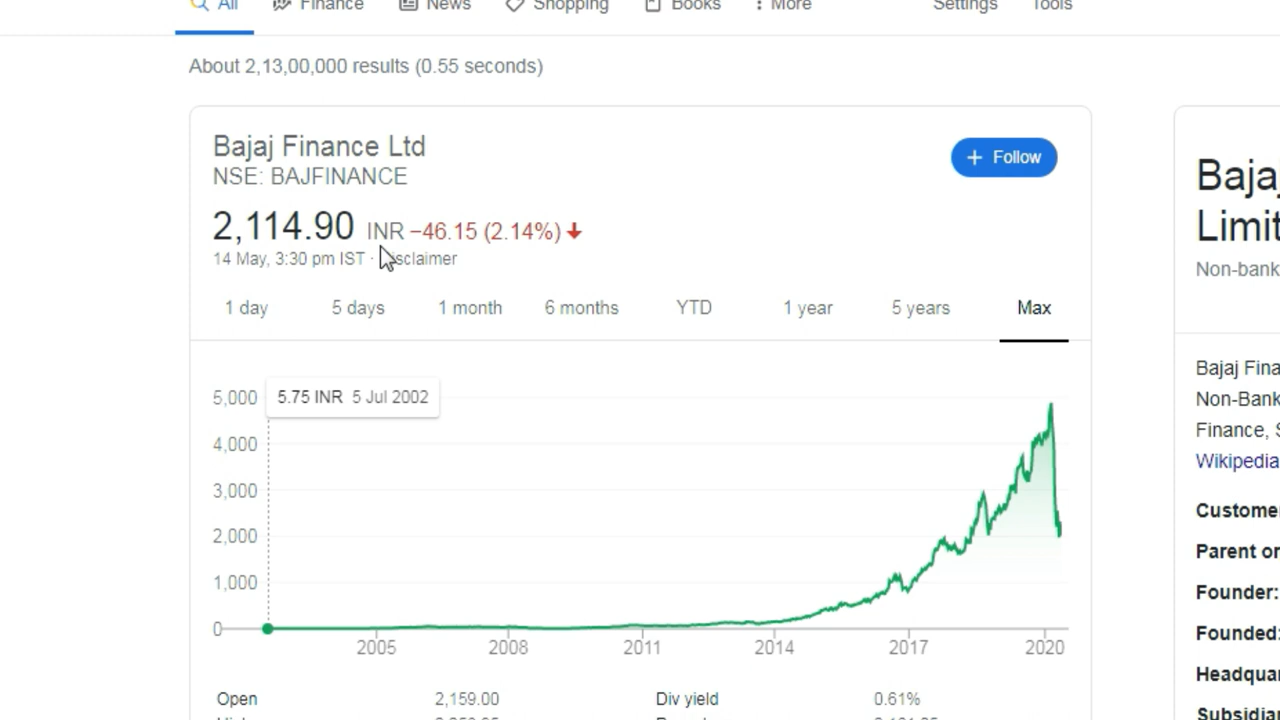 All Finance News Shopping Books More Settings Tools
About 2,13,00,000 results (0.55 seconds)
Bajaj Finance Ltd
NSE: BAJFINANCE
+ Follow
2,114.90 INR −46.15 (2.14%)
14 May, 3:30 pm IST ·
1 day 5 days 1 month 6 months YTD 1 year 5 years Max
5.75 INR 5 Jul 2002
5,000
4,000
3,000
2,000
1,000
0
2005 2008 2011 2014 2017 2020
Open 2,159.00 Div yield 0.61%
Baja
Limit
Non-bank
Bajaj Fina
Non-Bank
Finance, S
Wikipedia
Custome
Parent or
Founder:
Founded:
Headqua
Subsidia